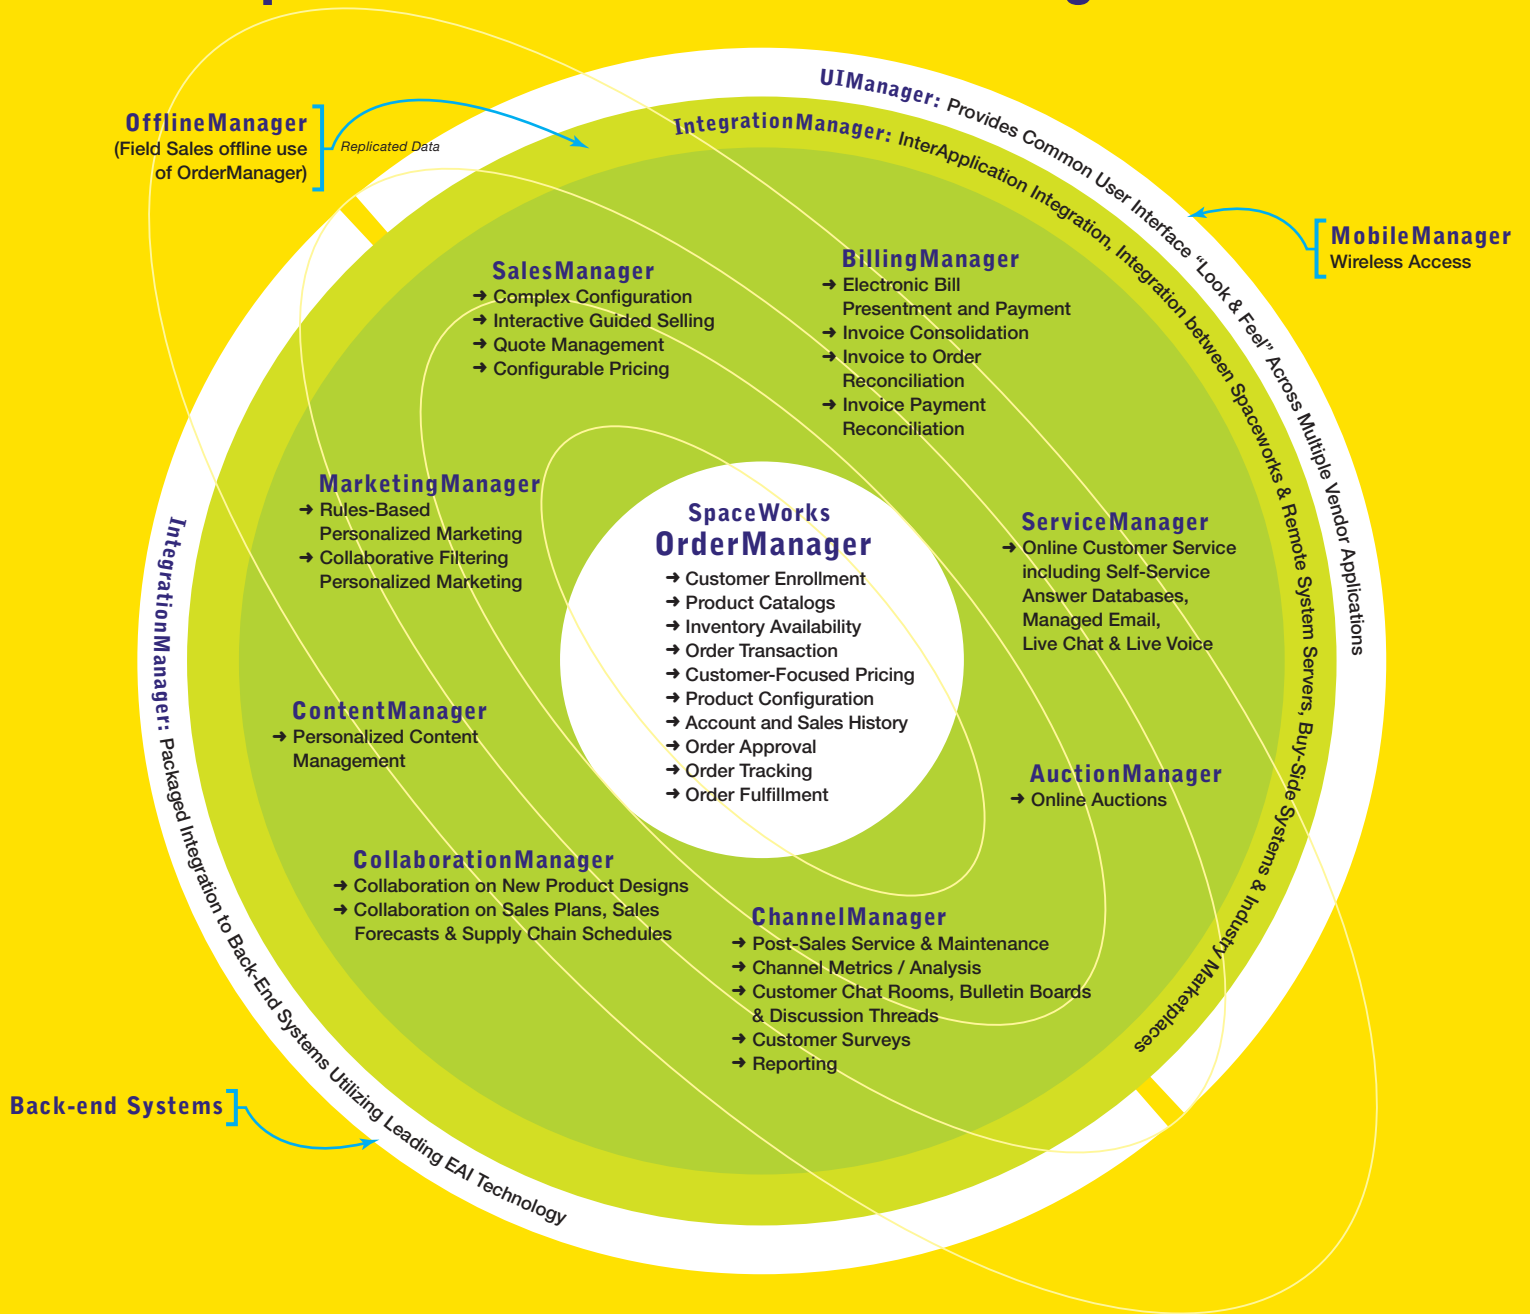 UIManager: Provides Common User Interface “Look & Feel” Across Multiple Vendor Applications
IntegrationManager: InterApplication Integration, Integration between Spaceworks & Remote System Servers, Buy-Side Systems & Industry Marketplaces
OfflineManager
(Field Sales offline use
of OrderManager)
Replicated Data
MobileManager
Wireless Access
SalesManager
➜ Complex Configuration
➜ Interactive Guided Selling
➜ Quote Management
➜ Configurable Pricing
BillingManager
➜ Electronic Bill
Presentment and Payment
➜ Invoice Consolidation
➜ Invoice to Order
Reconciliation
➜ Invoice Payment
Reconciliation
MarketingManager
➜ Rules-Based
Personalized Marketing
➜ Collaborative Filtering
Personalized Marketing
SpaceWorks
OrderManager
➜ Customer Enrollment
➜ Product Catalogs
➜ Inventory Availability
➜ Order Transaction
➜ Customer-Focused Pricing
➜ Product Configuration
➜ Account and Sales History
➜ Order Approval
➜ Order Tracking
➜ Order Fulfillment
ServiceManager
➜ Online Customer Service
including Self-Service
Answer Databases,
Managed Email,
Live Chat & Live Voice
ContentManager
➜ Personalized Content
Management
AuctionManager
➜ Online Auctions
CollaborationManager
➜ Collaboration on New Product Designs
➜ Collaboration on Sales Plans, Sales
Forecasts & Supply Chain Schedules
ChannelManager
➜ Post-Sales Service & Maintenance
➜ Channel Metrics / Analysis
➜ Customer Chat Rooms, Bulletin Boards
& Discussion Threads
➜ Customer Surveys
➜ Reporting
IntegrationManager: Packaged Integration to Back-End Systems Utilizing Leading EAI Technology
Back-end Systems